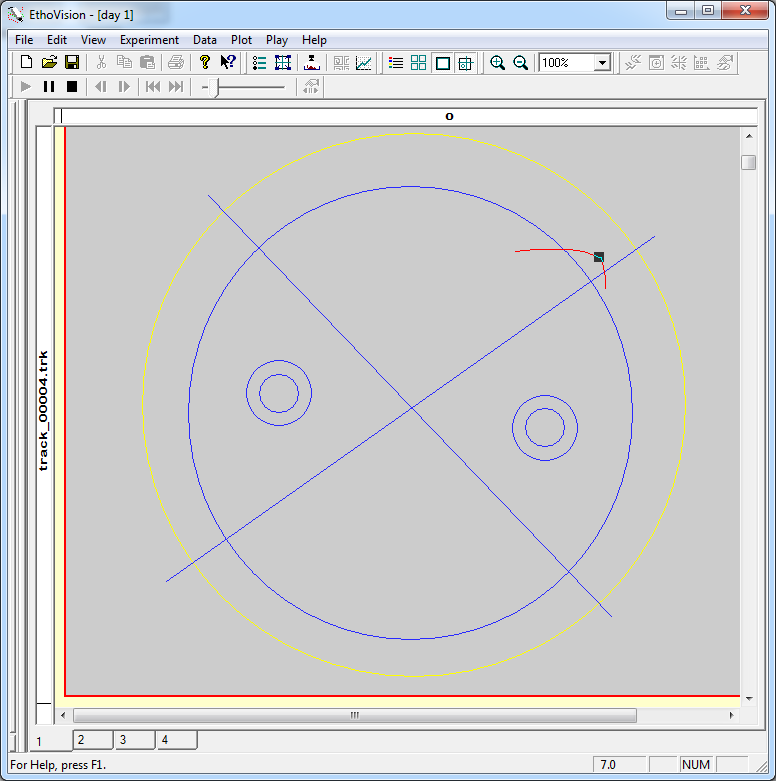 EthoVision - [day 1]
File Edit View Experiment Data Plot Play Help
100%
o
track_00004.trk
1 2 3 4
For Help, press F1. 7.0 NUM